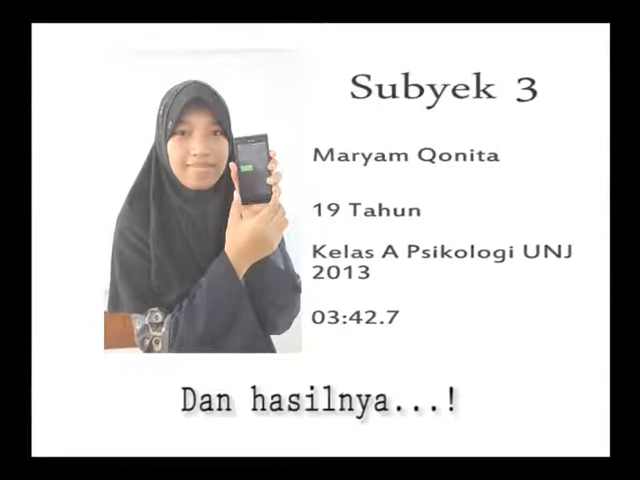 Subyek 3
Maryam Qonita
19 Tahun
Kelas A Psikologi UNJ
2013
03:42.7
Dan hasilnya...!